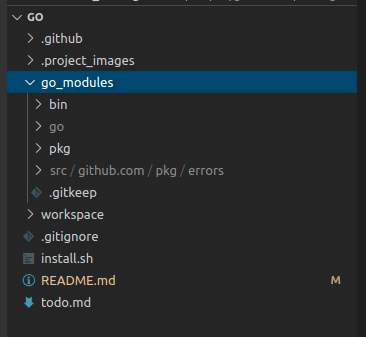 GO
.github
.project_images
go_modules
bin
go
pkg
src / github.com / pkg / errors
.gitkeep
workspace
.gitignore
install.sh
README.md M
todo.md